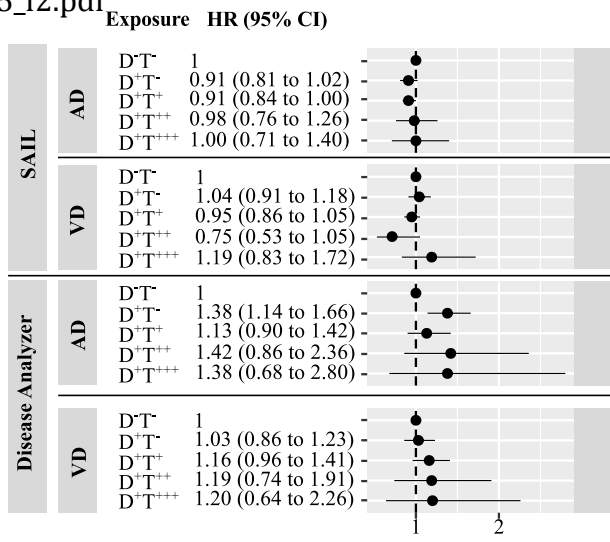 5_f2.pdf
Exposure HR (95% CI)
SAIL
AD
D⁻T⁻ 1
D⁺T⁻ 0.91 (0.81 to 1.02)
D⁺T⁺ 0.91 (0.84 to 1.00)
D⁺T⁺⁺ 0.98 (0.76 to 1.26)
D⁺T⁺⁺⁺ 1.00 (0.71 to 1.40)
VD
D⁻T⁻ 1
D⁺T⁻ 1.04 (0.91 to 1.18)
D⁺T⁺ 0.95 (0.86 to 1.05)
D⁺T⁺⁺ 0.75 (0.53 to 1.05)
D⁺T⁺⁺⁺ 1.19 (0.83 to 1.72)
Disease Analyzer
AD
D⁻T⁻ 1
D⁺T⁻ 1.38 (1.14 to 1.66)
D⁺T⁺ 1.13 (0.90 to 1.42)
D⁺T⁺⁺ 1.42 (0.86 to 2.36)
D⁺T⁺⁺⁺ 1.38 (0.68 to 2.80)
VD
D⁻T⁻ 1
D⁺T⁻ 1.03 (0.86 to 1.23)
D⁺T⁺ 1.16 (0.96 to 1.41)
D⁺T⁺⁺ 1.19 (0.74 to 1.91)
D⁺T⁺⁺⁺ 1.20 (0.64 to 2.26)
1 2